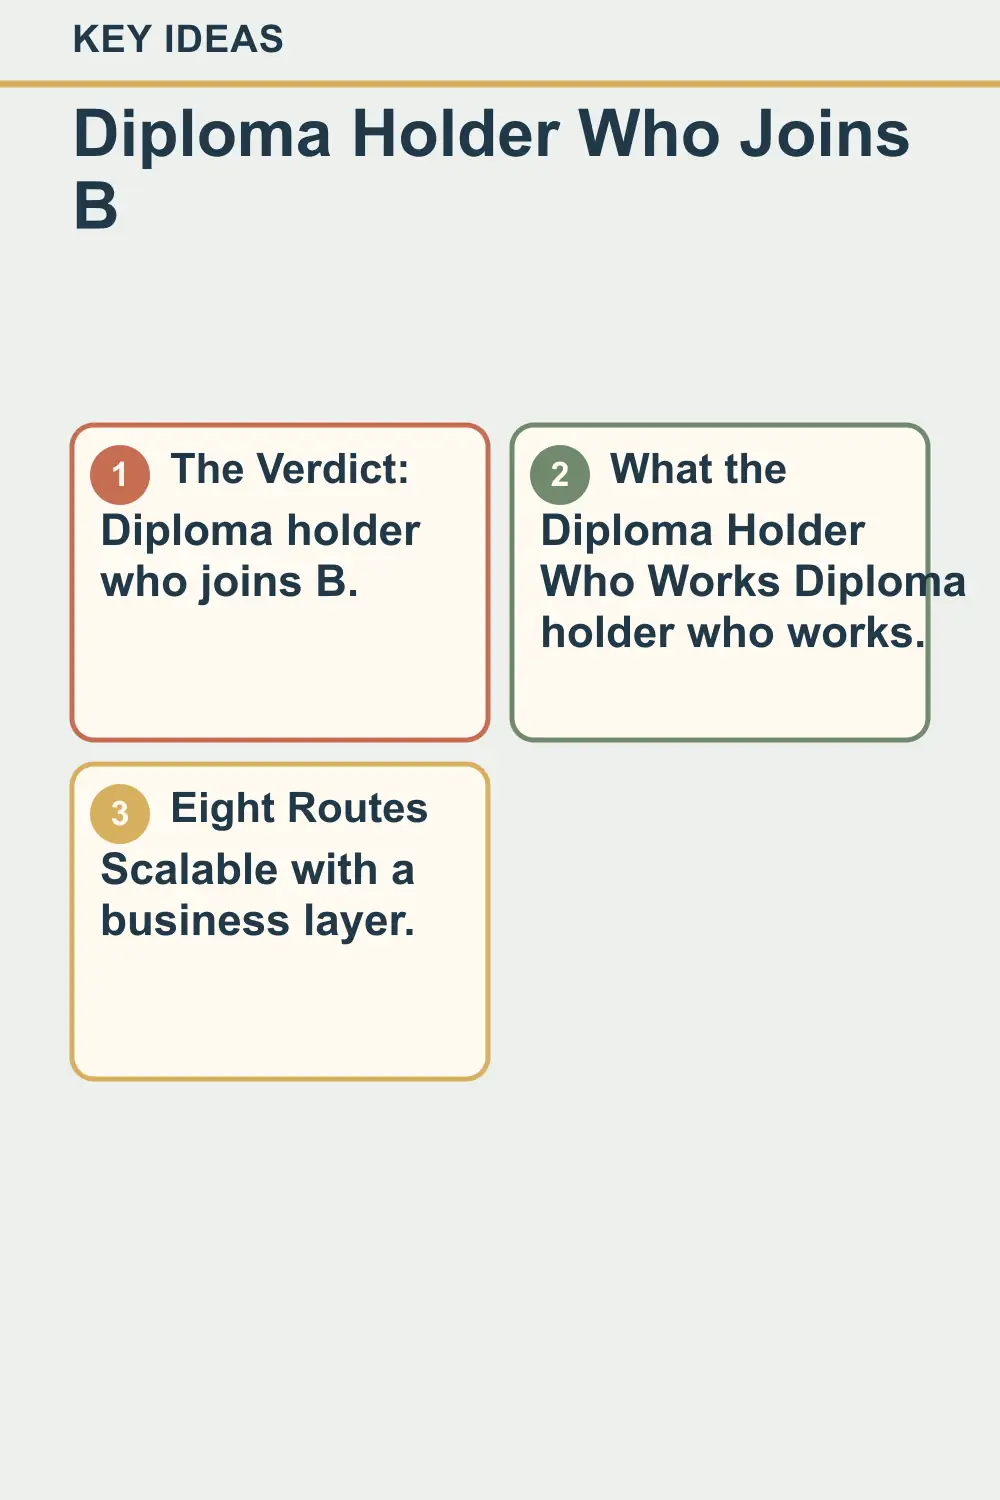 KEY IDEAS
Diploma Holder Who Joins
B
1 The Verdict:
Diploma holder
who joins B.
2 What the
Diploma Holder
Who Works Diploma
holder who works.
3 Eight Routes
Scalable with a
business layer.